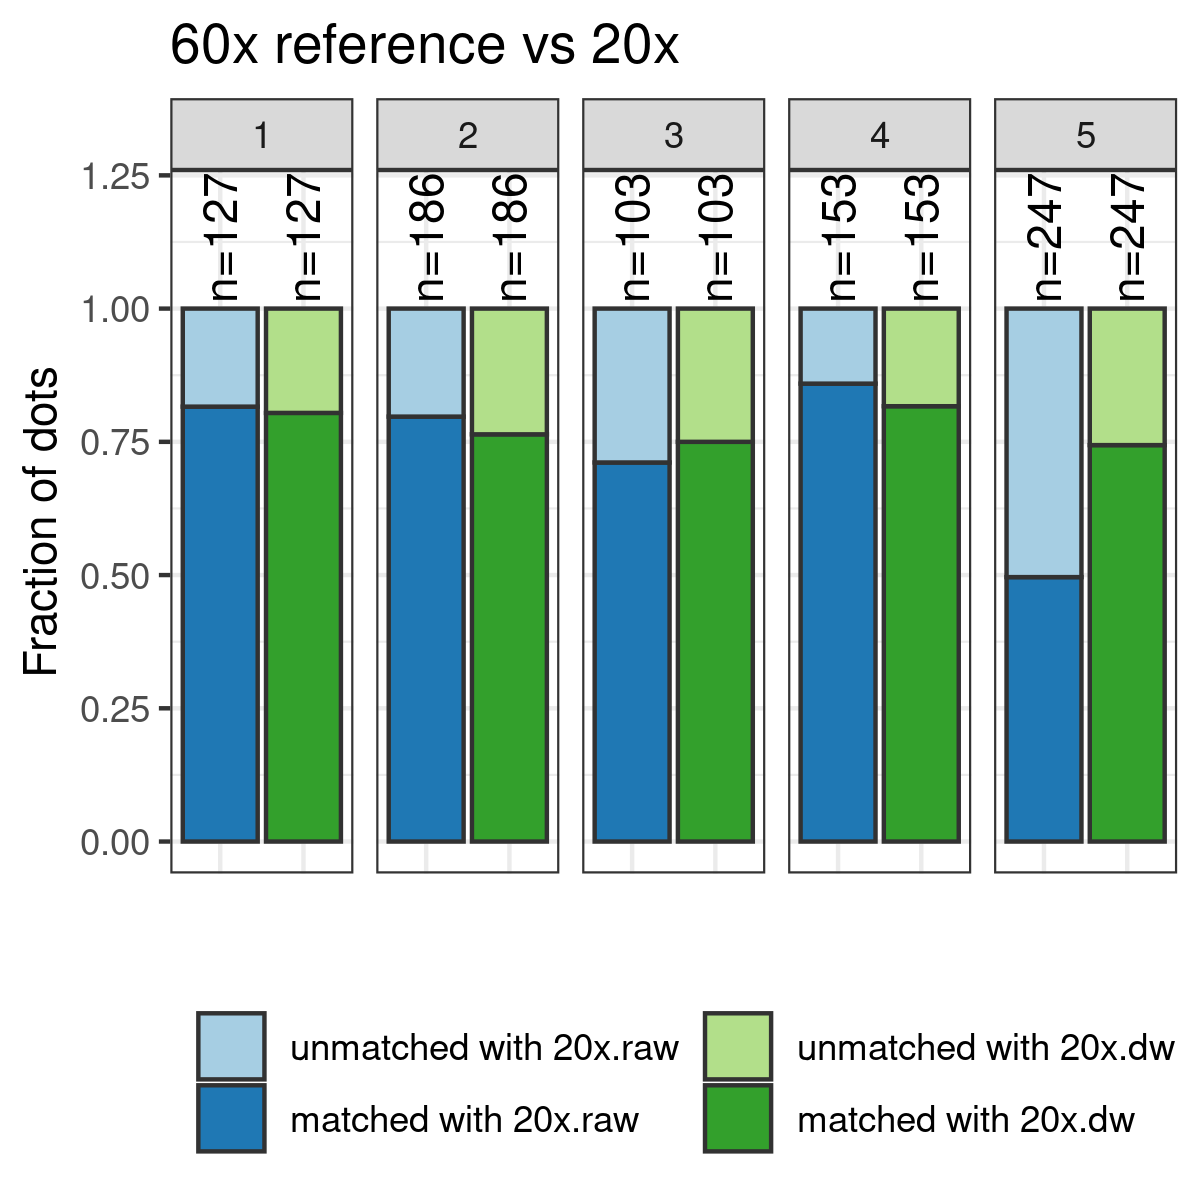 60x reference vs 20x
1 2 3 4 5
n=127 n=127 n=186 n=186 n=103 n=103 n=153 n=153 n=247 n=247
Fraction of dots
1.25
1.00
0.75
0.50
0.25
0.00
unmatched with 20x.raw unmatched with 20x.dw
matched with 20x.raw matched with 20x.dw